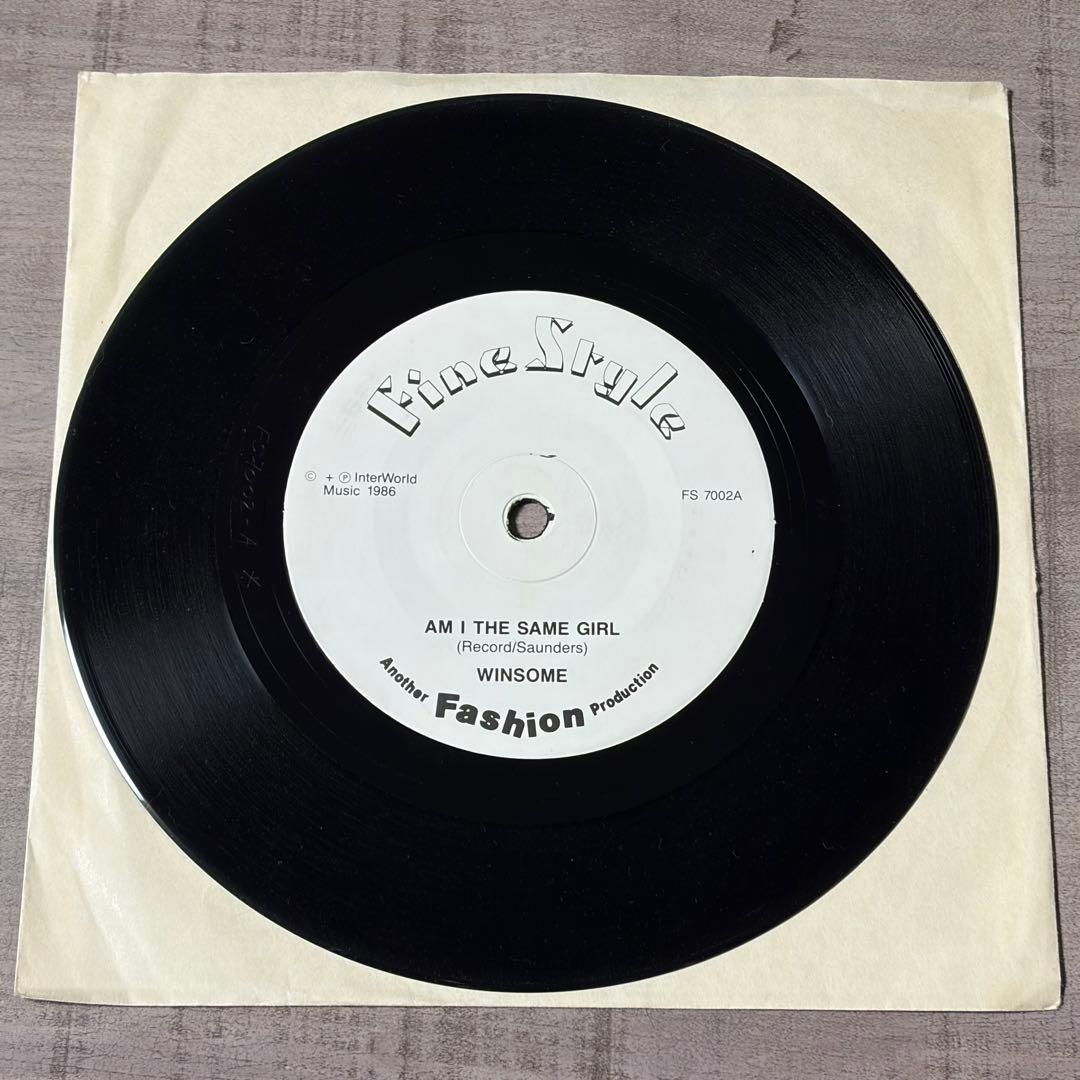 Fine Style
© + ℗ InterWorld
Music 1986
FS 7002A
AM I THE SAME GIRL
(Record/Saunders)
WINSOME
Another Fashion Production